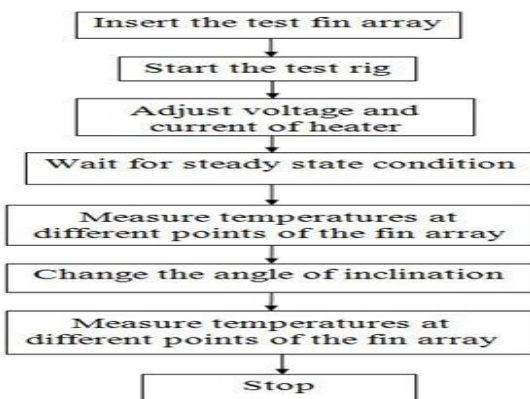 Insert the test fin array
Start the test rig
Adjust voltage and
current of heater
Wait for steady state condition
Measure temperatures at
different points of the fin array
Change the angle of inclination
Measure temperatures at
different points of the fin array
Stop